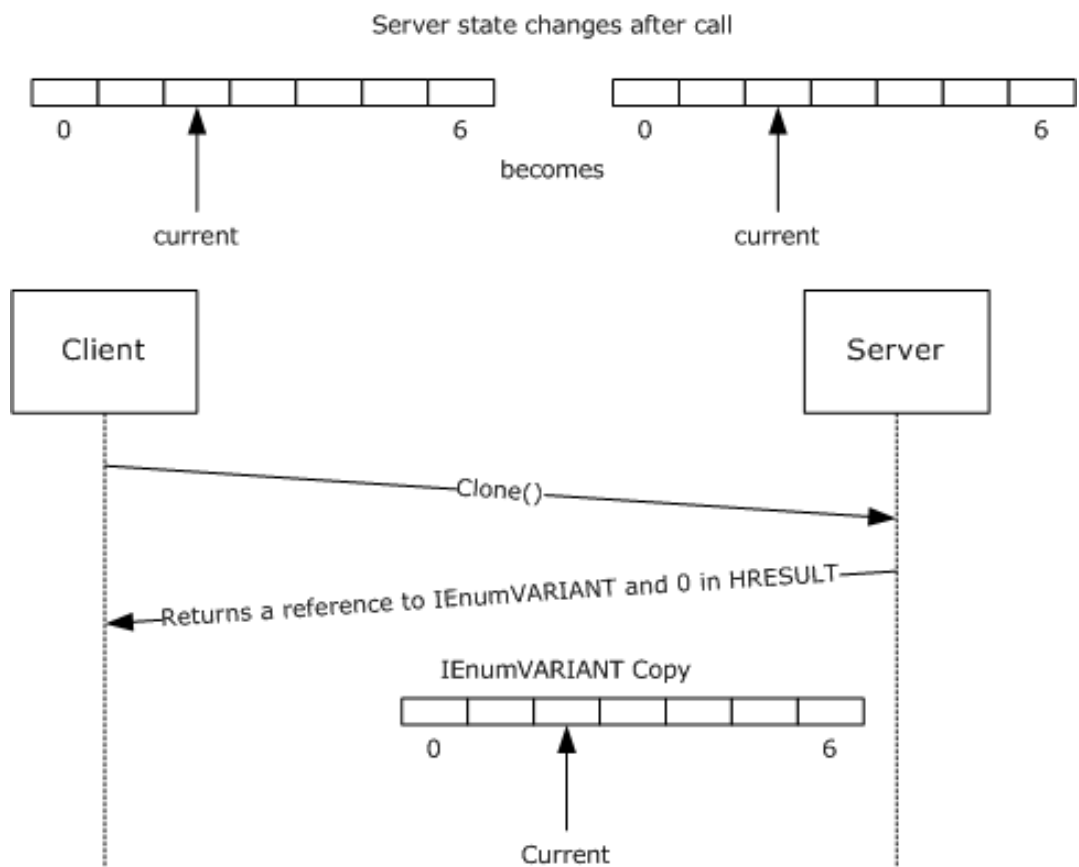 Server state changes after call
0
6
0
6
becomes
current
current
Client
Server
Clone()
Returns a reference to IEnumVARIANT and 0 in HRESULT
IEnumVARIANT Copy
0
6
Current